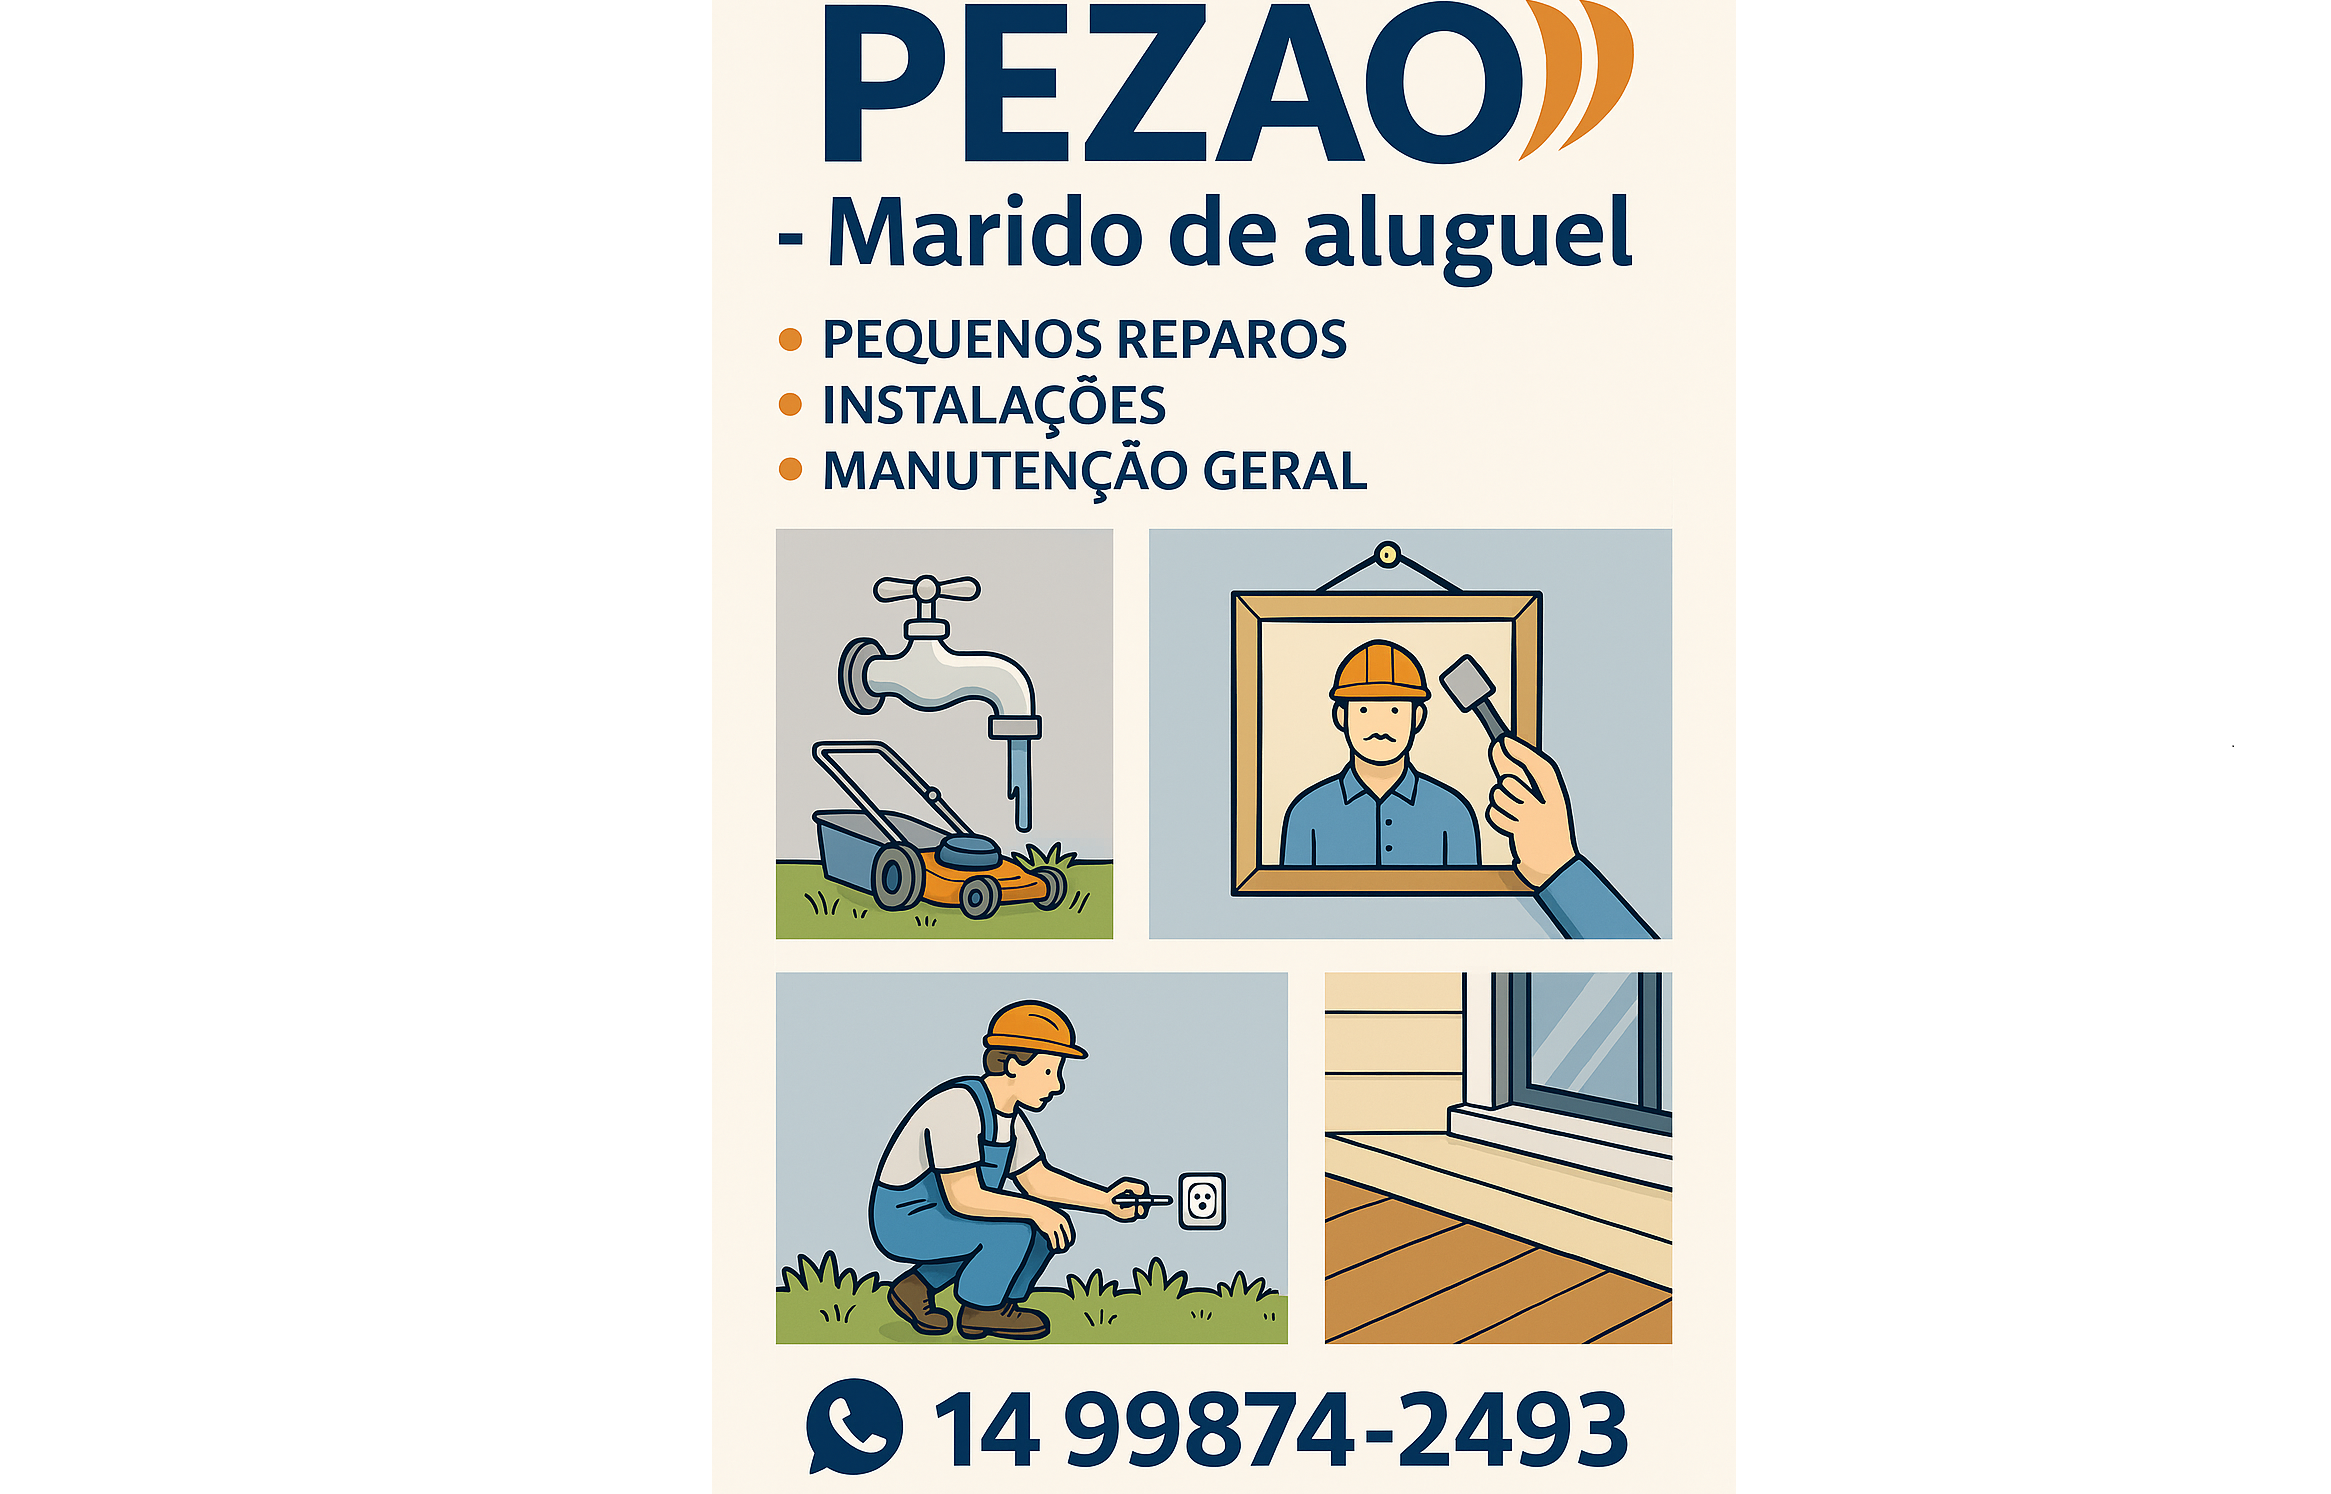 PEZAO
- Marido de aluguel
• PEQUENOS REPAROS
• INSTALAÇÕES
• MANUTENÇÃO GERAL
14 99874-2493